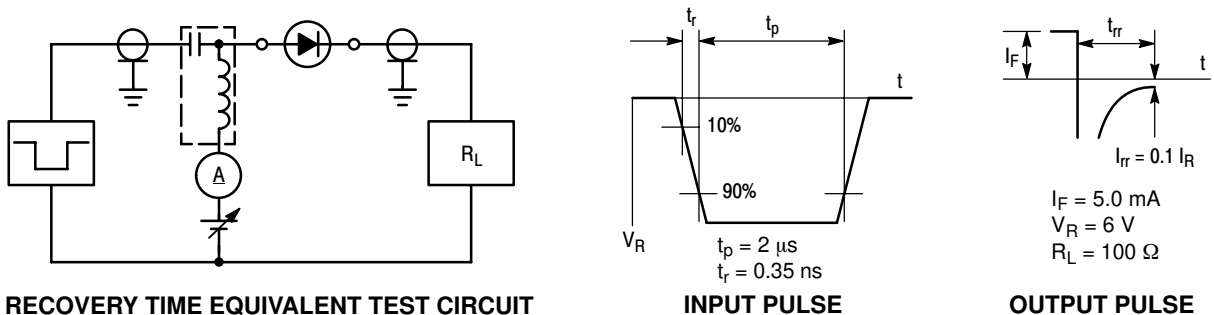 A
R_L
RECOVERY TIME EQUIVALENT TEST CIRCUIT
t_r
t_p
t
10%
90%
V_R
t_p = 2 μs
t_r = 0.35 ns
INPUT PULSE
t_rr
I_F
t
I_rr = 0.1 I_R
I_F = 5.0 mA
V_R = 6 V
R_L = 100 Ω
OUTPUT PULSE